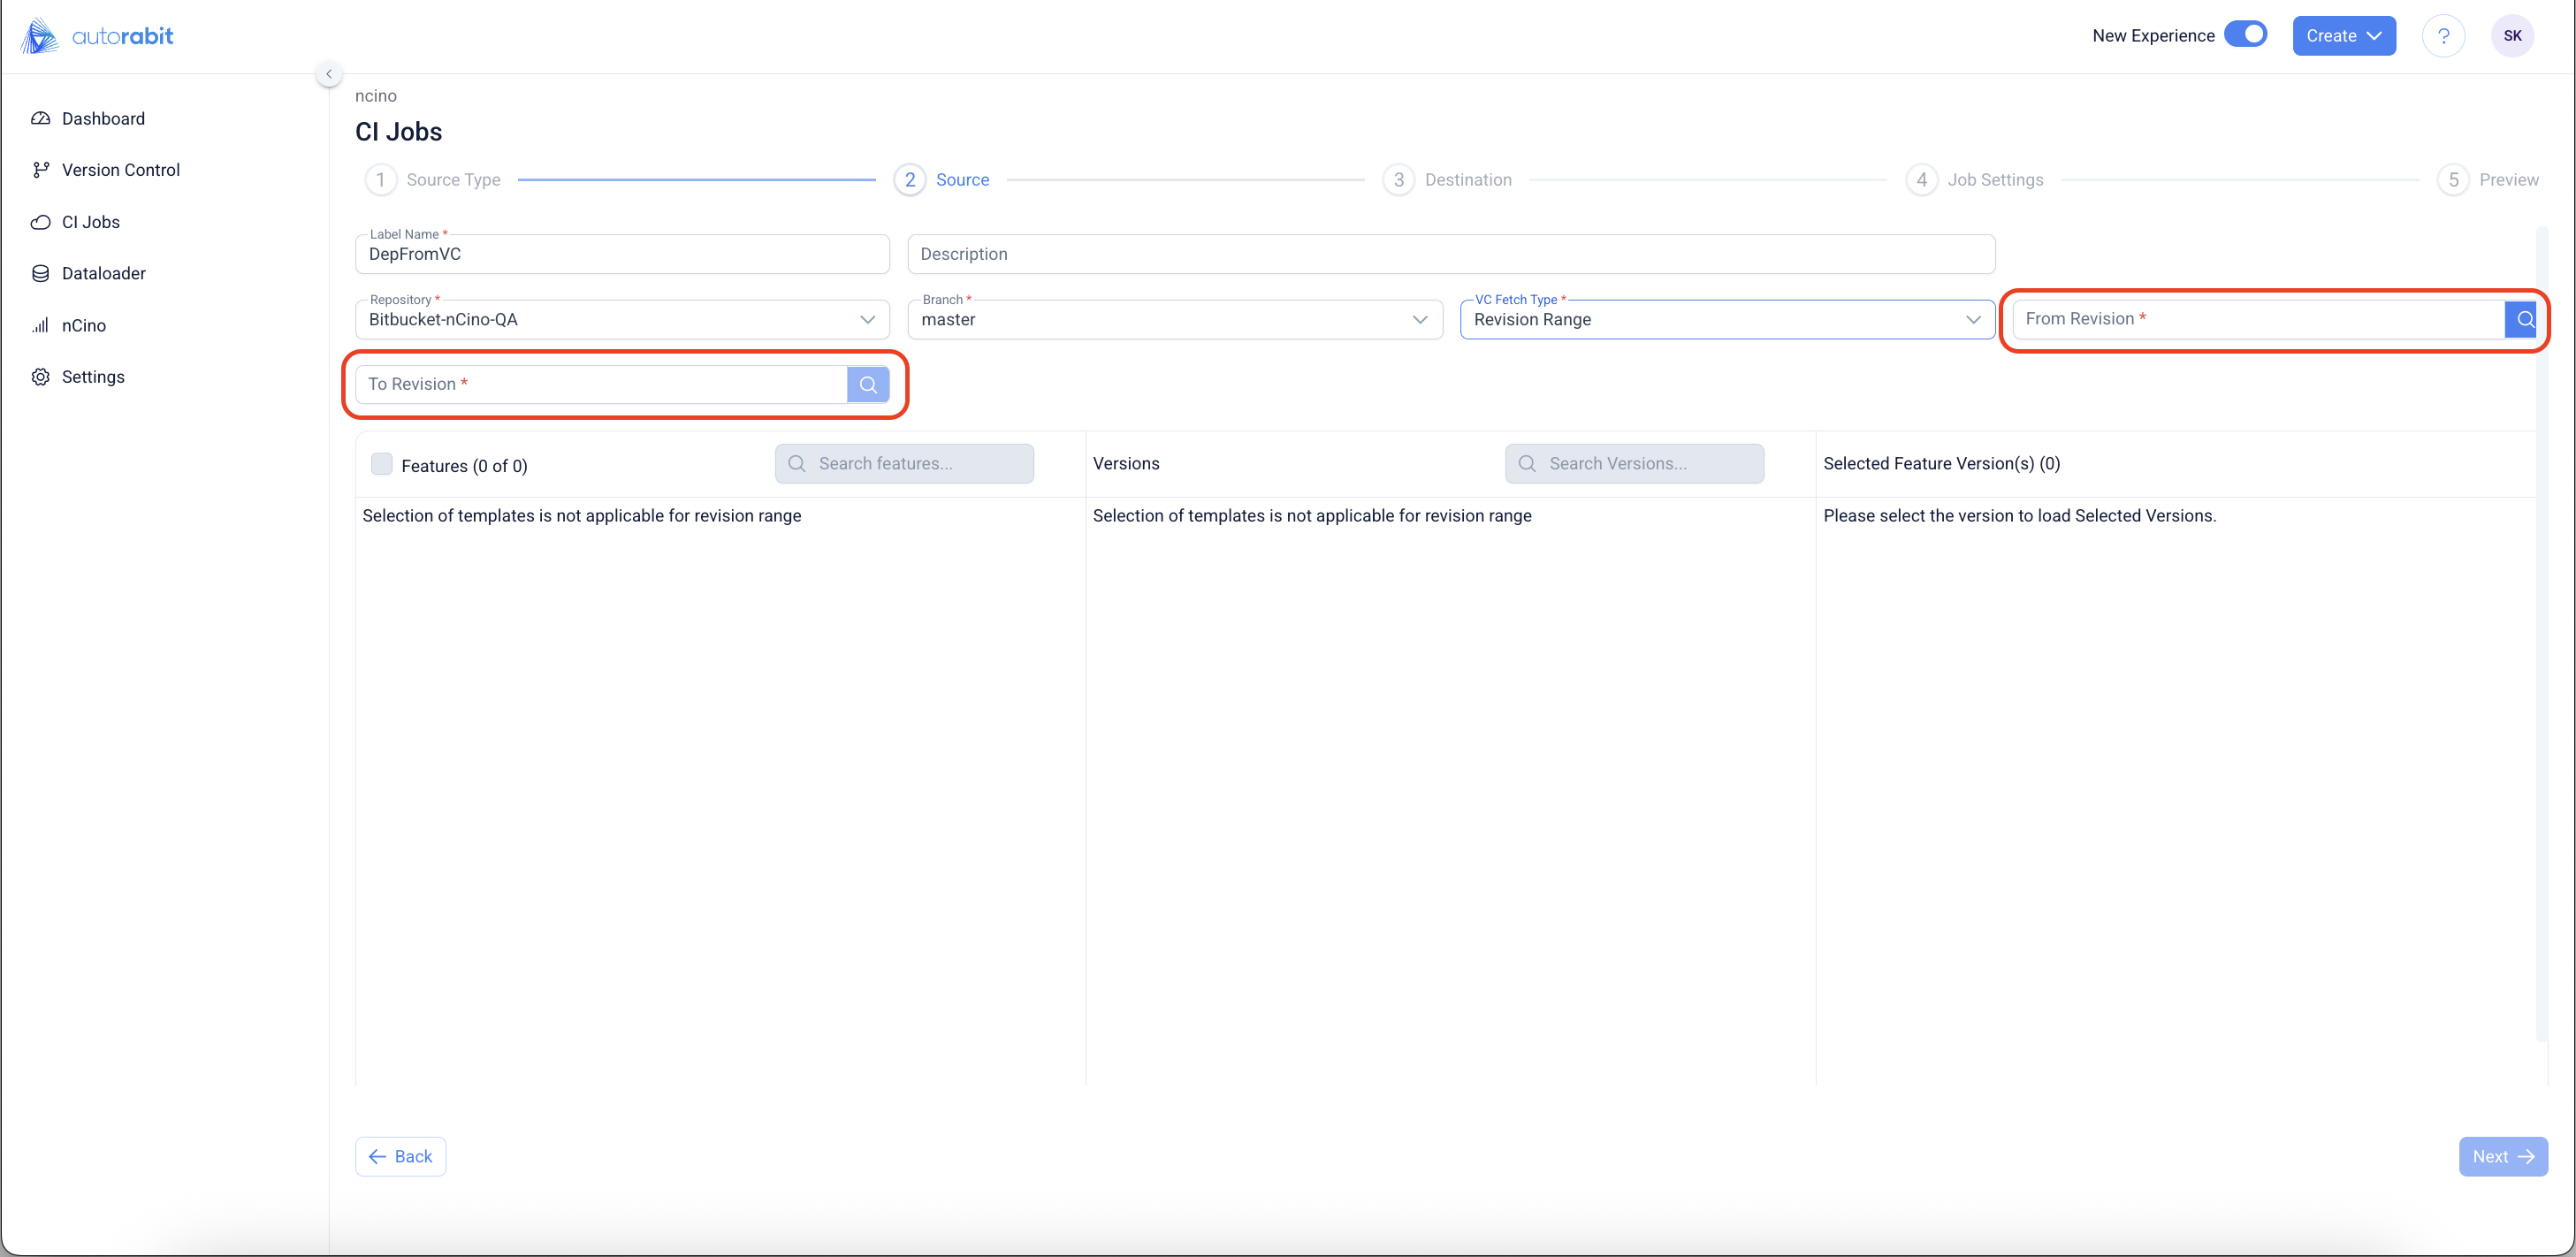 autorabit
New Experience
Create
?
SK
Dashboard
Version Control
CI Jobs
Dataloader
nCino
Settings
ncino
CI Jobs
1 Source Type
2 Source
3 Destination
4 Job Settings
5 Preview
Label Name *
DepFromVC
Description
Repository *
Bitbucket-nCino-QA
Branch *
master
VC Fetch Type *
Revision Range
From Revision *
To Revision *
Features (0 of 0)
Search features...
Versions
Search Versions...
Selected Feature Version(s) (0)
Selection of templates is not applicable for revision range
Selection of templates is not applicable for revision range
Please select the version to load Selected Versions.
Back
Next